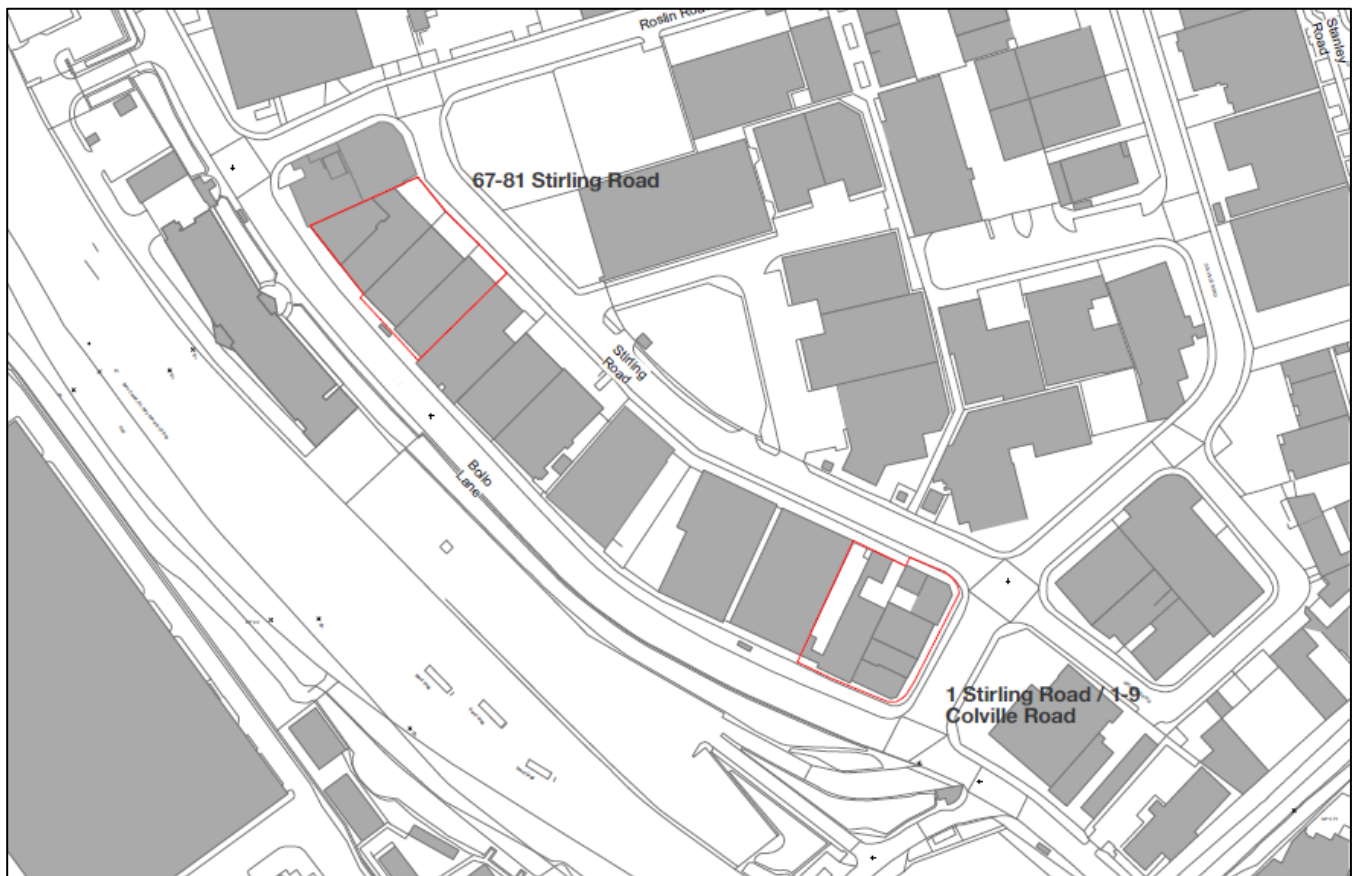 Roslin Road
Stanley
Road
67-81 Stirling Road
Stirling
Road
Bollo
Lane
1 Stirling Road / 1-9
Colville Road